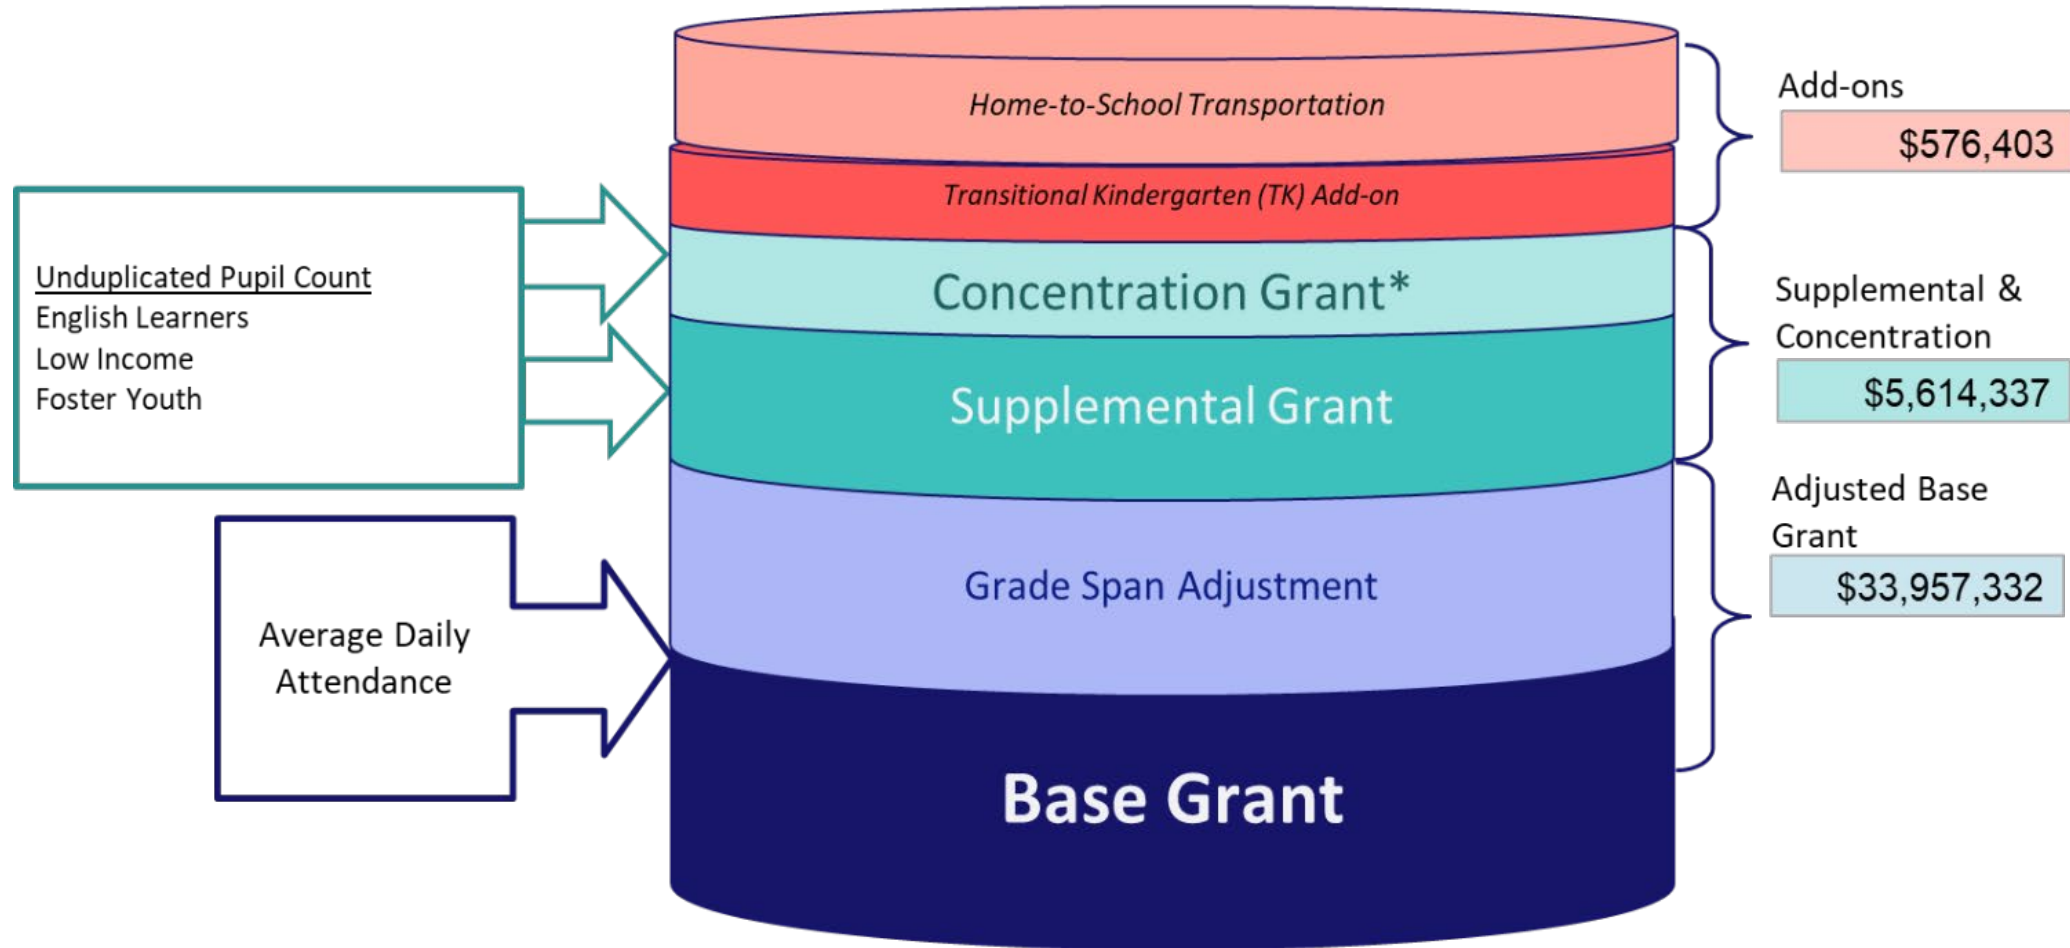 Home-to-School Transportation
Transitional Kindergarten (TK) Add-on
Concentration Grant*
Supplemental Grant
Grade Span Adjustment
Base Grant
Unduplicated Pupil Count
English Learners
Low Income
Foster Youth
Average Daily
Attendance
Add-ons
$576,403
Supplemental &
Concentration
$5,614,337
Adjusted Base
Grant
$33,957,332